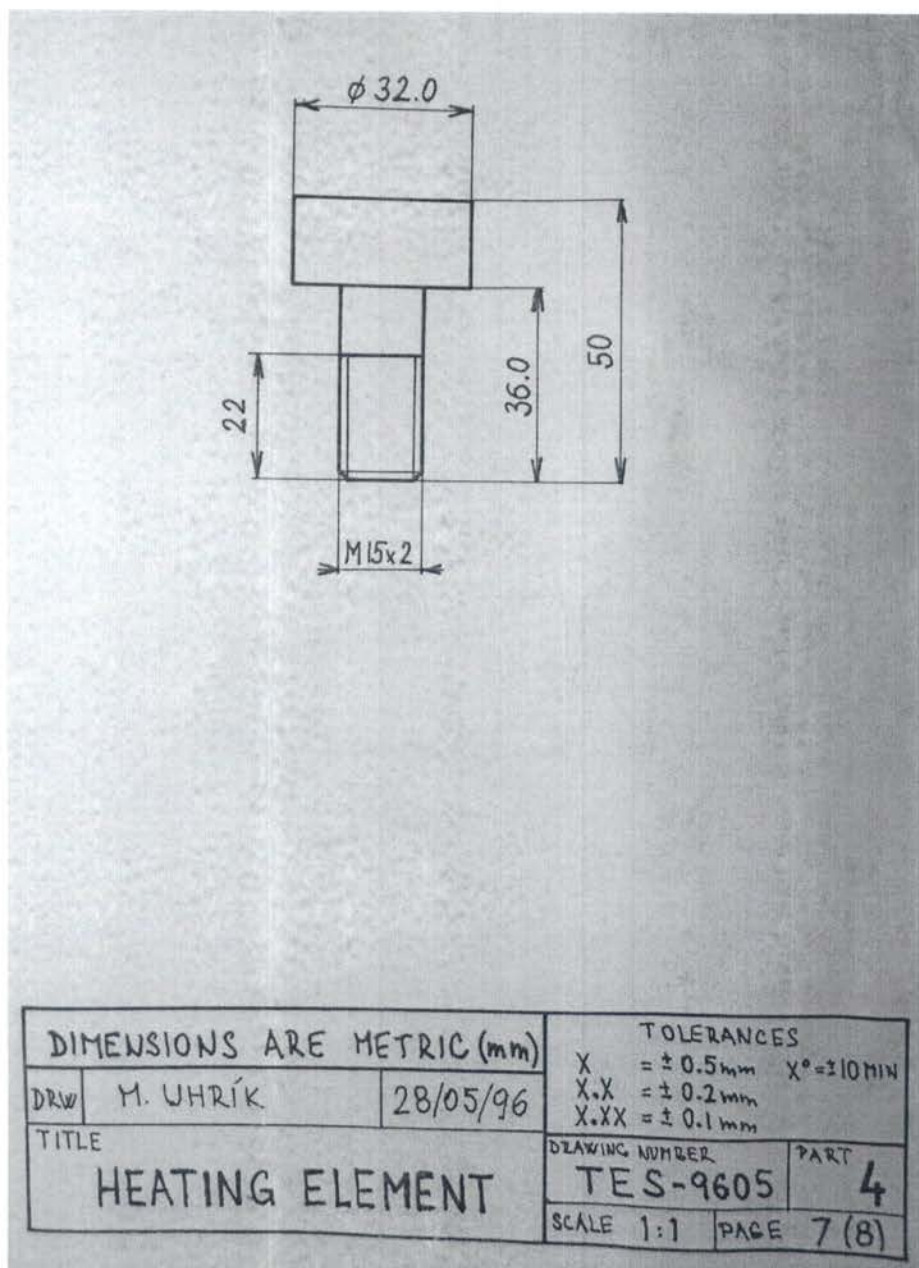 ϕ 32.0
50
36.0
22
M15x2
DIMENSIONS ARE METRIC (mm)
DRW M. UHRÍK 28/05/96
TITLE
HEATING ELEMENT
TOLERANCES
X = ± 0.5mm X° = ±10 MIN
X.X = ± 0.2mm
X.XX = ± 0.1mm
DRAWING NUMBER
TES-9605
PART
4
SCALE 1:1
PAGE 7 (8)